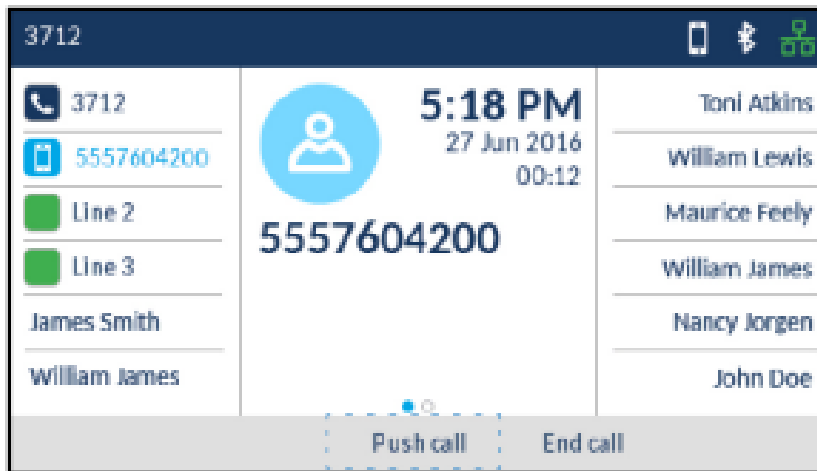 3712
3712
5557604200
Line 2
Line 3
James Smith
William James
5:18 PM
27 Jun 2016
00:12
5557604200
Toni Atkins
William Lewis
Maurice Feely
William James
Nancy Jorgen
John Doe
Push call
End call